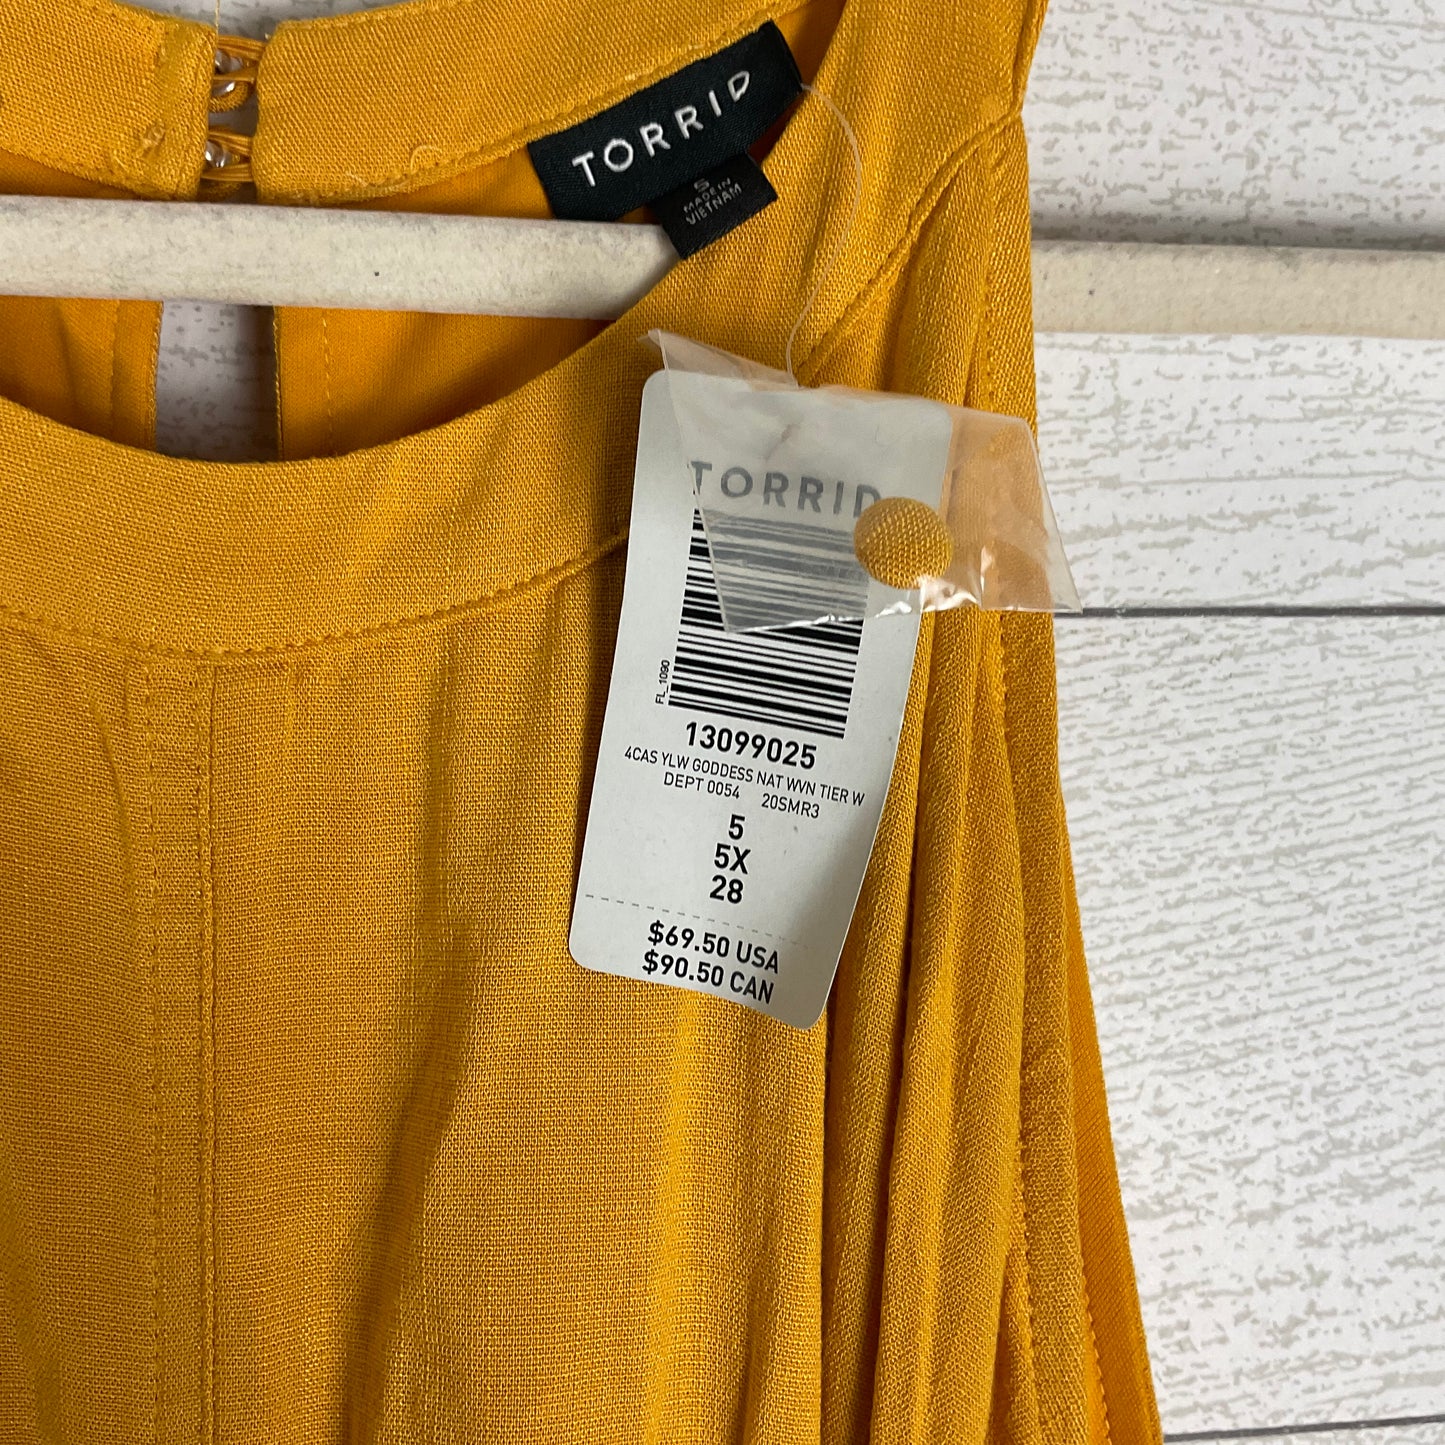 TORRID
5
MADE IN
VIETNAM
TORRID
FL_1090
13099025
4CAS YLW GODDESS NAT WVN TIER W
DEPT 0054 20SMR3
5
5X
28
$69.50 USA
$90.50 CAN